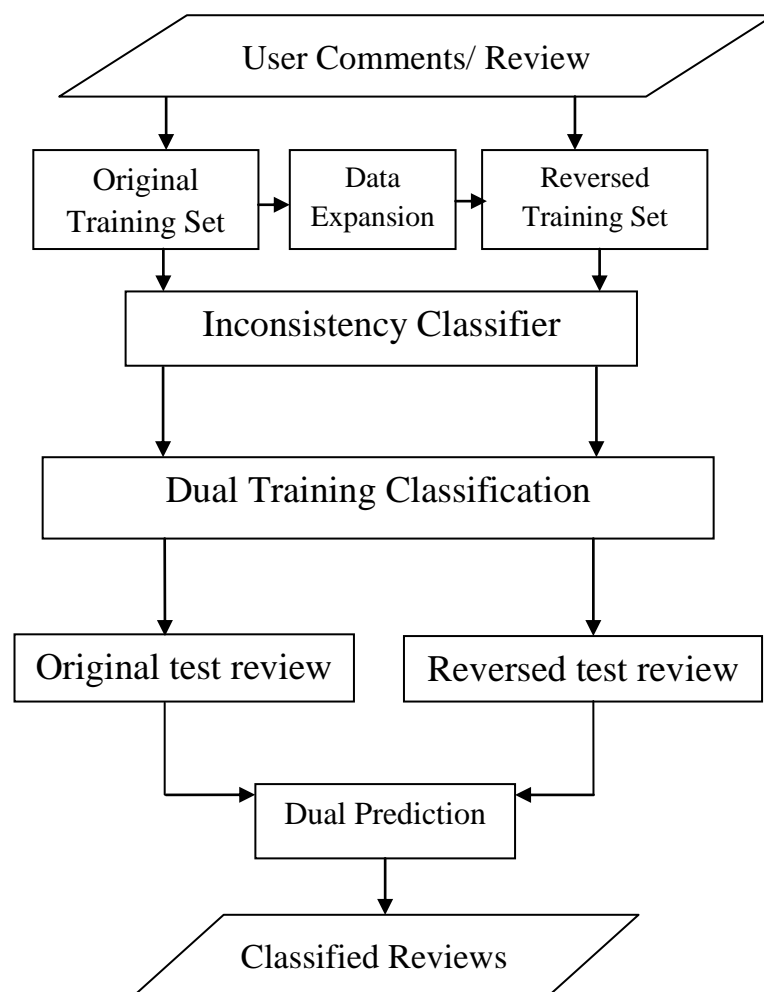 User Comments/ Review
Original
Training Set
Data
Expansion
Reversed
Training Set
Inconsistency Classifier
Dual Training Classification
Original test review
Reversed test review
Dual Prediction
Classified Reviews